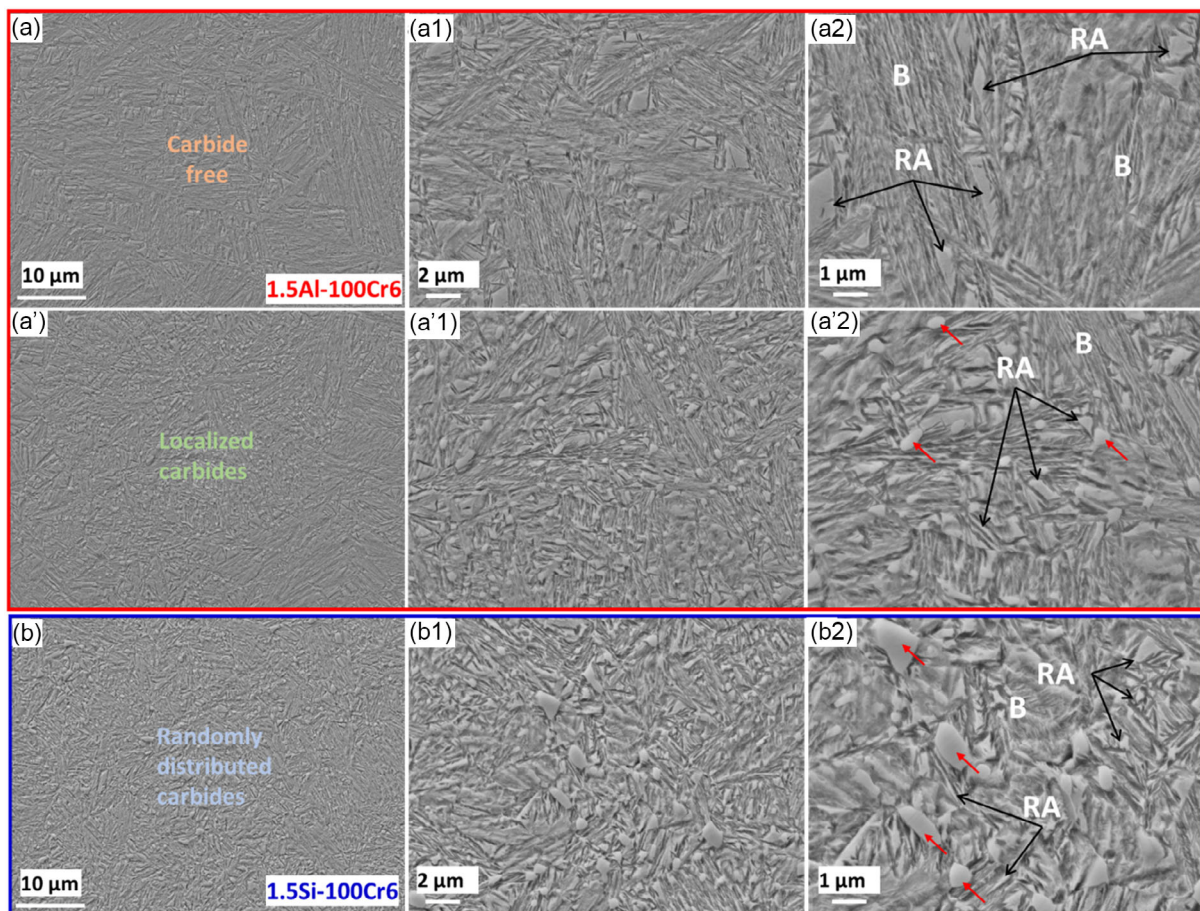 (a)
Carbide
free
10 µm
1.5Al-100Cr6
(a1)
2 µm
(a2)
RA
B
RA
B
1 µm
(a')
Localized
carbides
(a'1)
(a'2)
B
RA
(b)
Randomly
distributed
carbides
10 µm
1.5Si-100Cr6
(b1)
2 µm
(b2)
RA
B
RA
1 µm